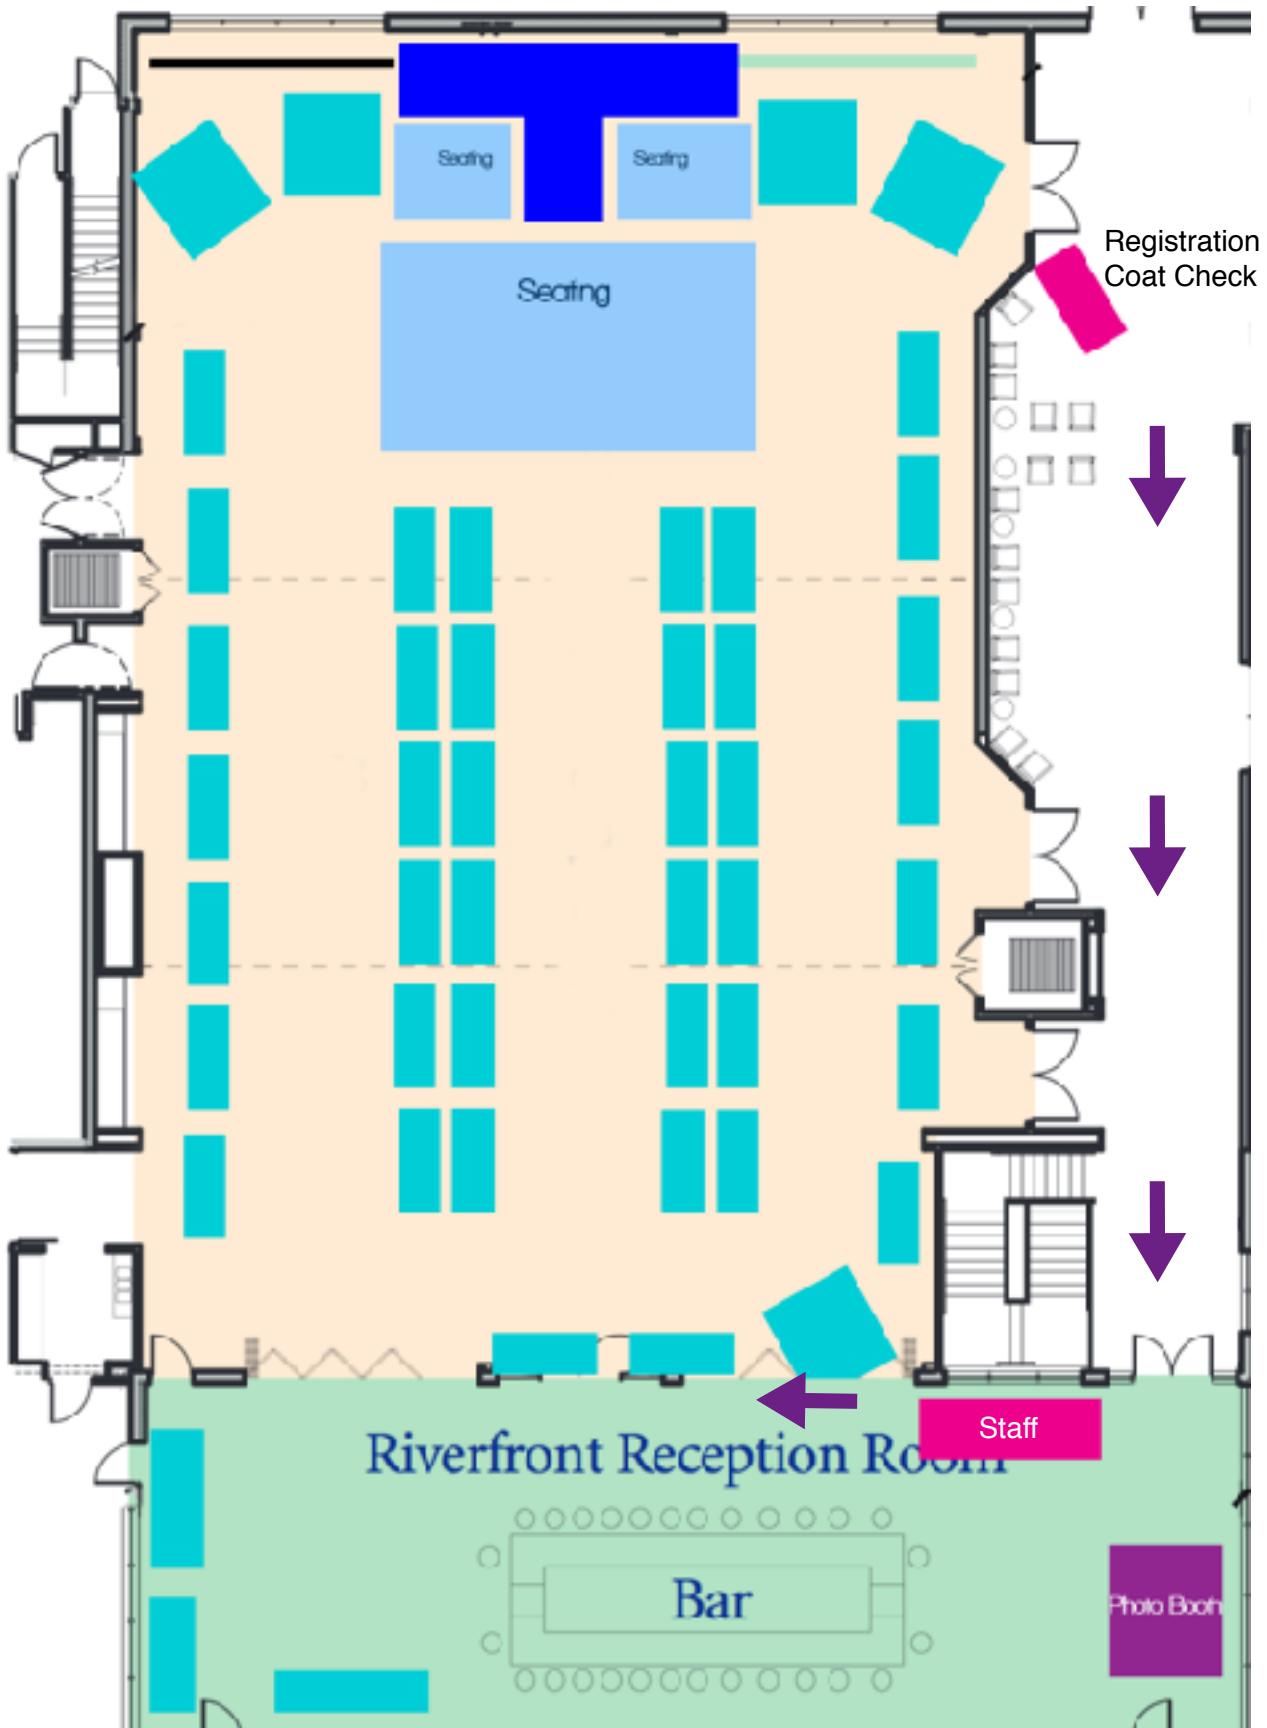 Seating
Seating
Registration
Coat Check
Seating
Staff
Riverfront Reception Room
Bar
Photo Booth